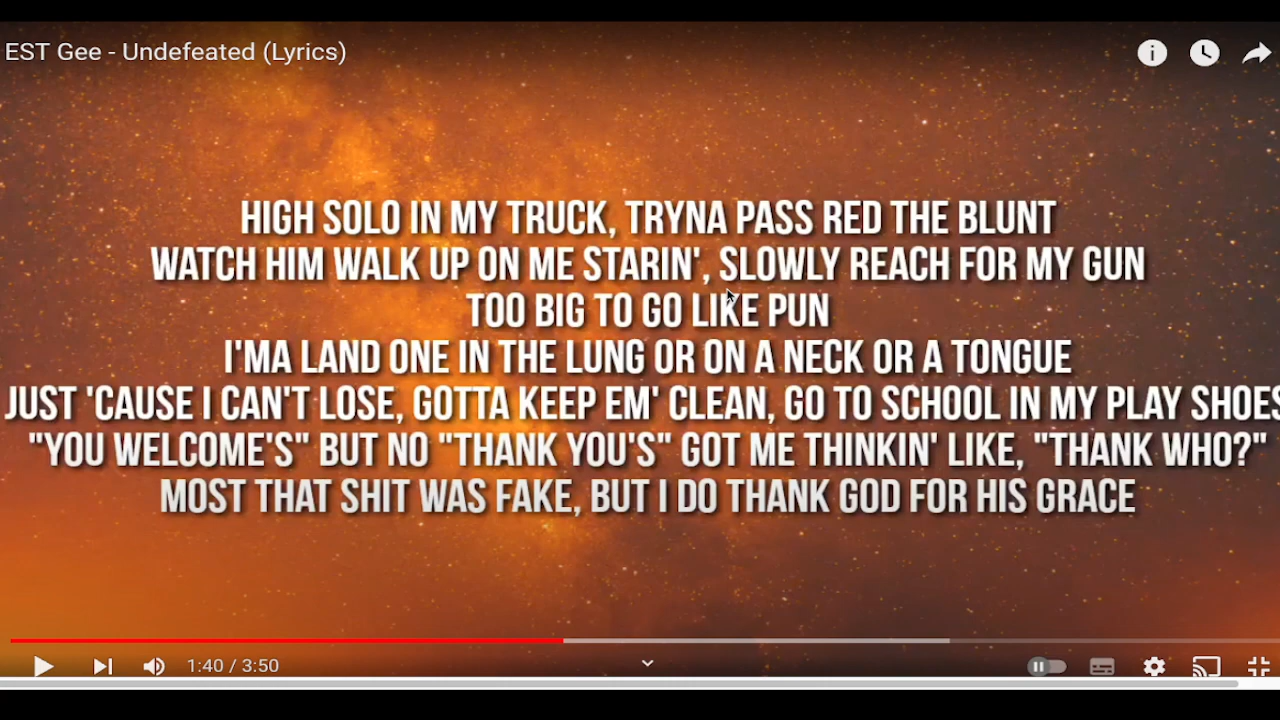 EST Gee - Undefeated (Lyrics)
HIGH SOLO IN MY TRUCK, TRYNA PASS RED THE BLUNT
WATCH HIM WALK UP ON ME STARIN', SLOWLY REACH FOR MY GUN
TOO BIG TO GO LIKE PUN
I'MA LAND ONE IN THE LUNG OR ON A NECK OR A TONGUE
JUST 'CAUSE I CAN'T LOSE, GOTTA KEEP EM' CLEAN, GO TO SCHOOL IN MY PLAY SHOES
"YOU WELCOME'S" BUT NO "THANK YOU'S" GOT ME THINKIN' LIKE, "THANK WHO?"
MOST THAT SHIT WAS FAKE, BUT I DO THANK GOD FOR HIS GRACE
1:40 / 3:50